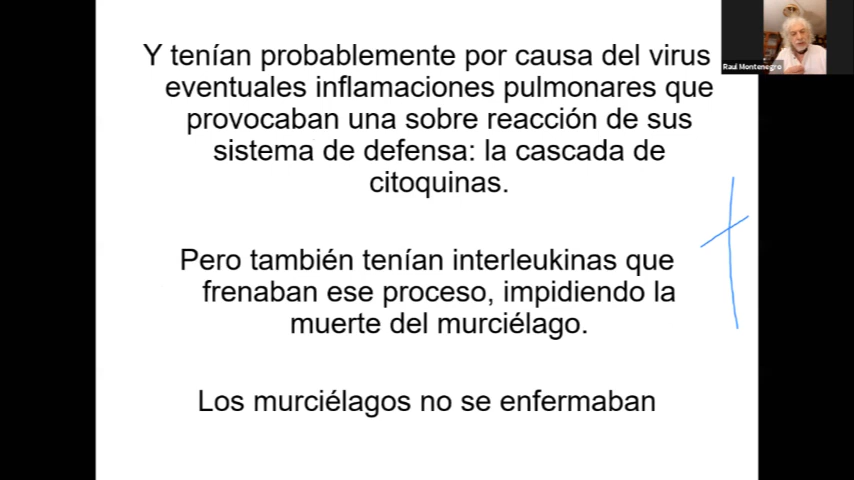 Y tenían probablemente por causa del virus
eventuales inflamaciones pulmonares que
provocaban una sobre reacción de sus
sistema de defensa: la cascada de
citoquinas.
Pero también tenían interleukinas que
frenaban ese proceso, impidiendo la
muerte del murciélago.
Los murciélagos no se enfermaban
Raul Montenegro